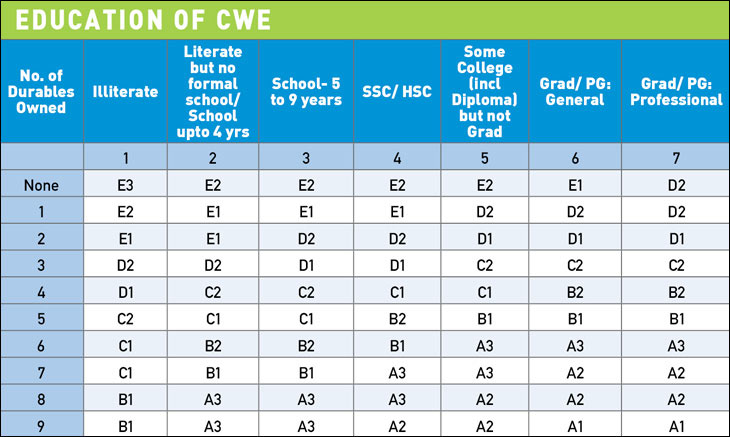 EDUCATION OF CWE
No. of Durables Owned | Illiterate | Literate but no formal school/ School upto 4 yrs | School- 5 to 9 years | SSC/ HSC | Some College (incl Diploma) but not Grad | Grad/ PG: General | Grad/ PG: Professional
1 2 3 4 5 6 7
None E3 E2 E2 E2 E2 E1 D2
1 E2 E1 E1 E1 D2 D2 D2
2 E1 E1 D2 D2 D1 D1 D1
3 D2 D2 D1 D1 C2 C2 C2
4 D1 C2 C2 C1 C1 B2 B2
5 C2 C1 C1 B2 B1 B1 B1
6 C1 B2 B2 B1 A3 A3 A3
7 C1 B1 B1 A3 A3 A2 A2
8 B1 A3 A3 A3 A2 A2 A2
9 B1 A3 A3 A2 A2 A1 A1